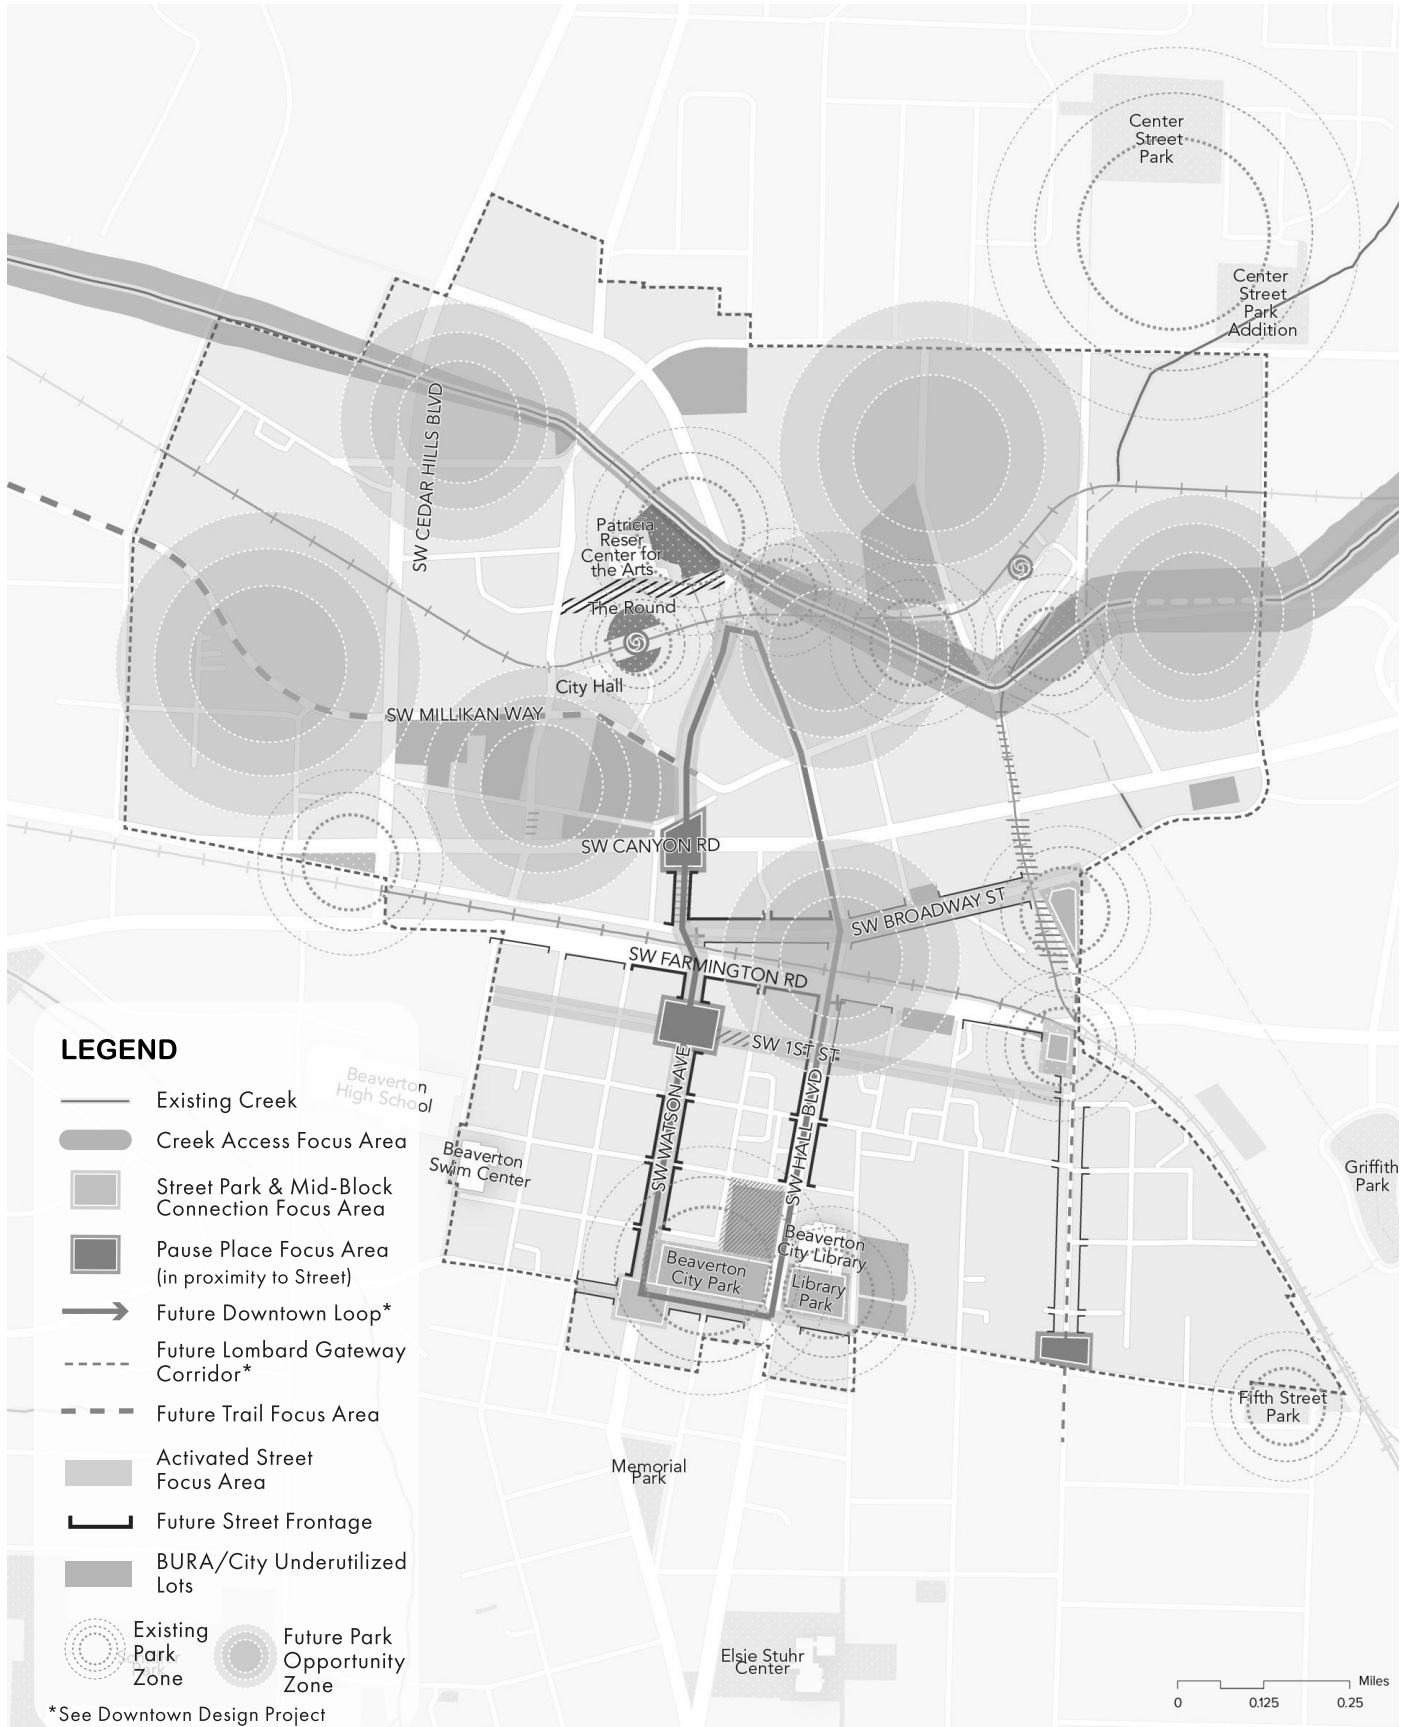 Center
Street
Park
Center
Street
Park
Addition
SW CEDAR HILLS BLVD
Patricia
Reser
Center for
the Arts
The Round
City Hall
SW MILLIKAN WAY
SW CANYON RD
SW BROADWAY ST
SW FARMINGTON RD
SW 1ST ST
SW WATSON AVE
SW HALL BLVD
Beaverton
High School
Beaverton
Swim Center
Beaverton
City Library
Beaverton
City Park
Library
Park
Griffith
Park
Fifth Street
Park
Memorial
Park
Elsie Stuhr
Center
LEGEND
Existing Creek
Creek Access Focus Area
Street Park & Mid-Block
Connection Focus Area
Pause Place Focus Area
(in proximity to Street)
Future Downtown Loop*
Future Lombard Gateway
Corridor*
Future Trail Focus Area
Activated Street
Focus Area
Future Street Frontage
BURA/City Underutilized
Lots
Existing
Park
Zone
Future Park
Opportunity
Zone
*See Downtown Design Project
Miles
0 0.125 0.25